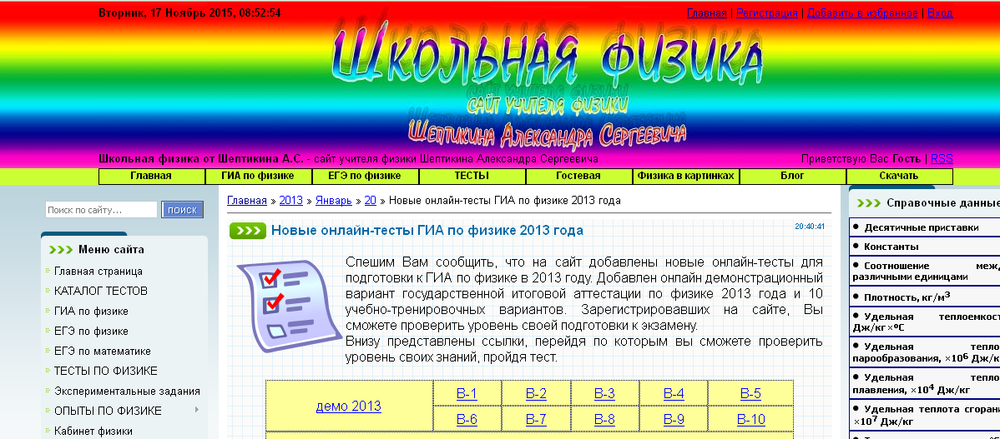 Вторник, 17 Ноябрь 2015, 08:52:54
Главная | Регистрация | Добавить в избранное | Вход
Школьная физика
сайт учителя физики
Шептикина Александра Сергеевича
Школьная физика от Шептикина А.С. - сайт учителя физики Шептикина Александра Сергеевича
Приветствую Вас Гость | RSS
Главная ГИА по физике ЕГЭ по физике ТЕСТЫ Гостевая Физика в картинках Блог Скачать
Поиск по сайту... поиск
Меню сайта
Главная страница
КАТАЛОГ ТЕСТОВ
ГИА по физике
ЕГЭ по физике
ЕГЭ по математике
ТЕСТЫ ПО ФИЗИКЕ
Экспериментальные задания
ОПЫТЫ ПО ФИЗИКЕ
Кабинет физики
Главная » 2013 » Январь » 20 » Новые онлайн-тесты ГИА по физике 2013 года
Новые онлайн-тесты ГИА по физике 2013 года
20:40:41
Спешим Вам сообщить, что на сайт добавлены новые онлайн-тесты для
подготовки к ГИА по физике в 2013 году. Добавлен онлайн демонстрационный
вариант государственной итоговой аттестации по физике 2013 года и 10
учебно-тренировочных вариантов. Зарегистрировавших на сайте, Вы
сможете проверить уровень своей подготовки к экзамену.
Внизу представлены ссылки, перейдя по которым вы сможете проверить
уровень своих знаний, пройдя тест.
демо 2013
В-1 В-2 В-3 В-4 В-5
В-6 В-7 В-8 В-9 В-10
Справочные данные
Десятичные приставки
Константы
Соотношение меж
различными единицами
Плотность, кг/м³
Удельная теплоемкост
Дж/кг×ºС
Удельная тепло
парообразования, ×10⁶ Дж/к
Удельная тепло
плавления, ×10⁴ Дж/кг
Удельная теплота сгорани
×10⁷ Дж/кг